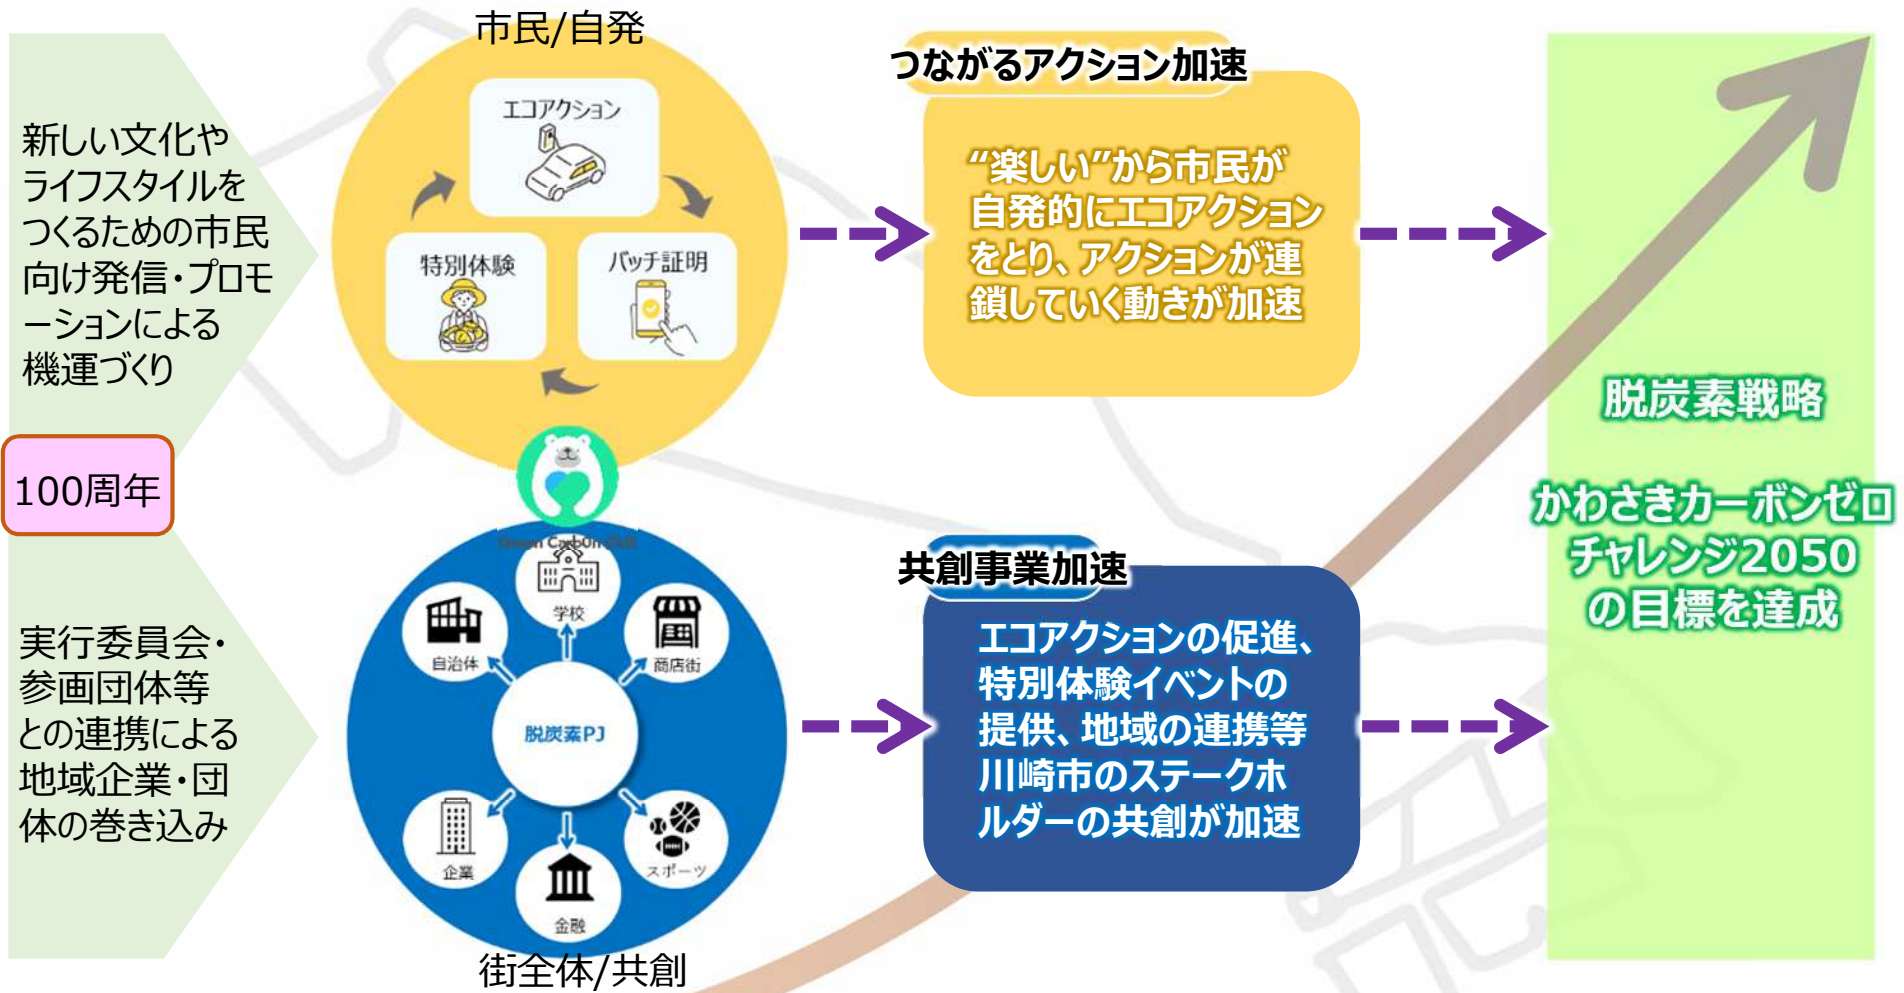 市民/自発
新しい文化や
ライフスタイルを
つくるための市民
向け発信・プロモ
ーションによる
機運づくり
100周年
実行委員会・
参画団体等
との連携による
地域企業・団
体の巻き込み
エコアクション
特別体験
バッチ証明
Green Carb0n Club
学校
自治体
商店街
脱炭素PJ
企業
スポーツ
金融
街全体/共創
つながるアクション加速
“楽しい”から市民が
自発的にエコアクション
をとり、アクションが連
鎖していく動きが加速
共創事業加速
エコアクションの促進、
特別体験イベントの
提供、地域の連携等
川崎市のステークホ
ルダーの共創が加速
脱炭素戦略
かわさきカーボンゼロ
チャレンジ2050
の目標を達成